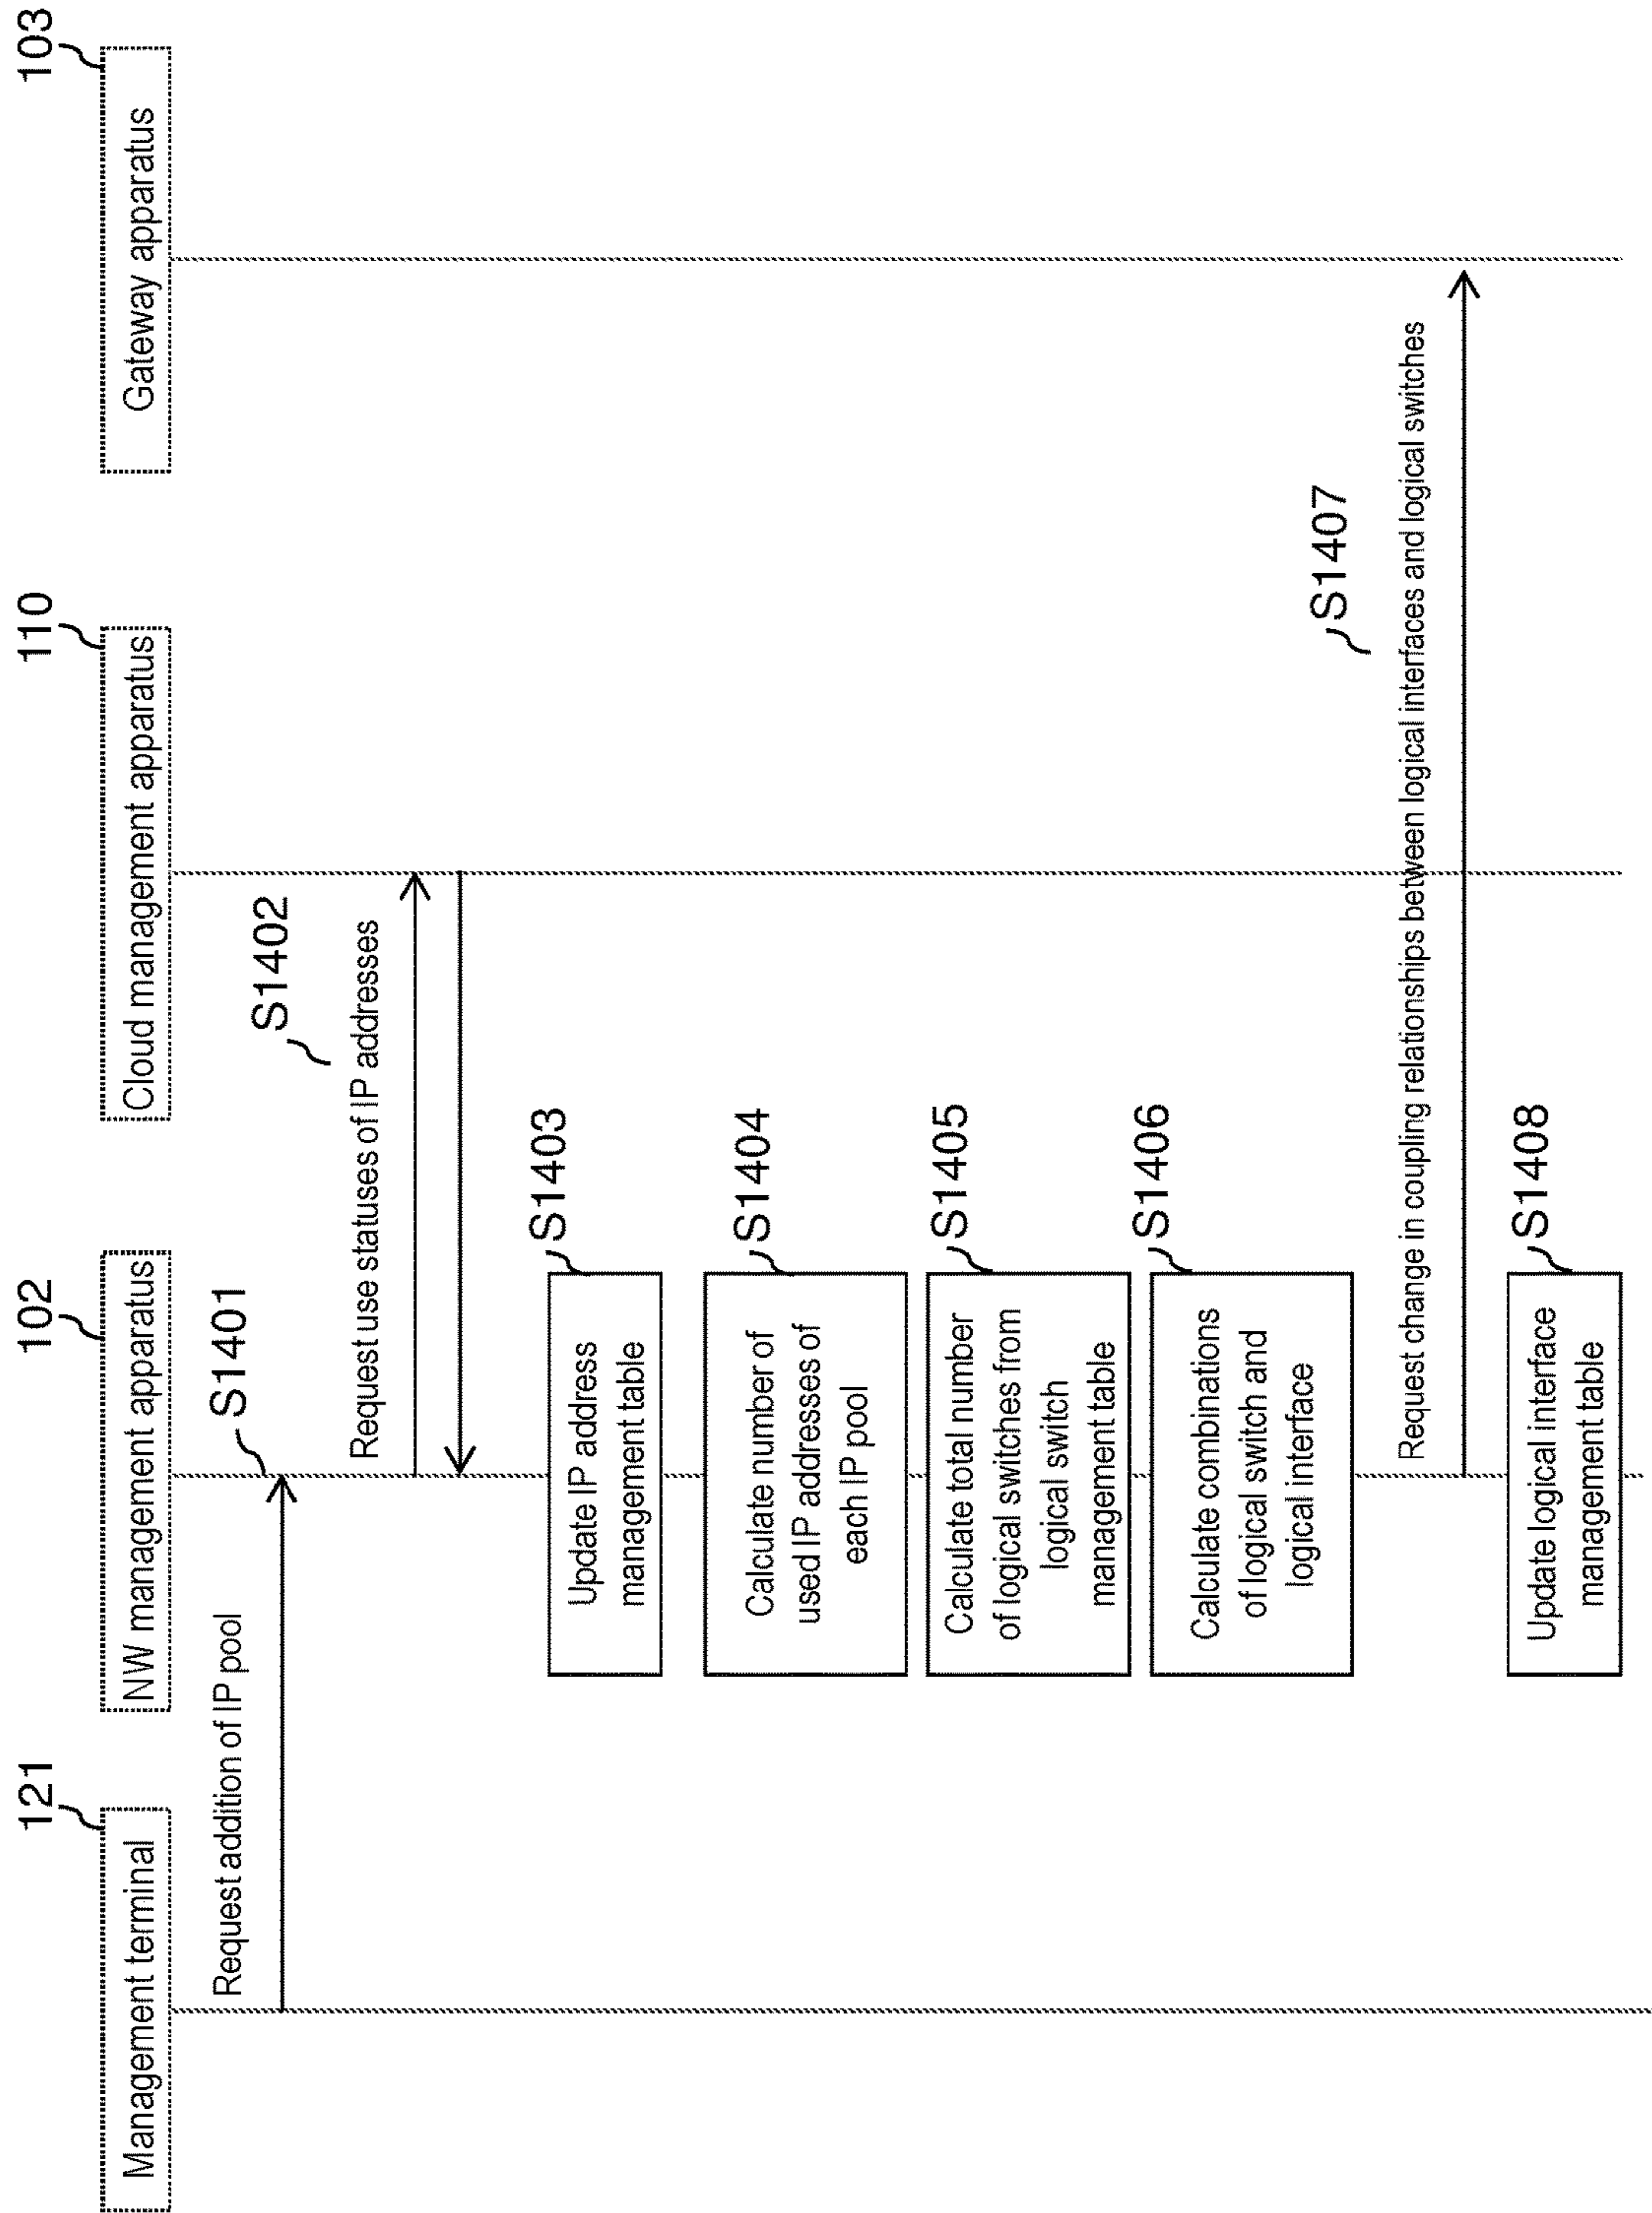 121
102
110
103
Management terminal
NW management apparatus
Cloud management apparatus
Gateway apparatus
Request addition of IP pool
S1401
S1402
Request use statuses of IP addresses
S1403
Update IP address
management table
S1404
Calculate number of
used IP addresses of
each IP pool
S1405
Calculate total number
of logical switches from
logical switch
management table
S1406
Calculate combinations
of logical switch and
logical interface
S1407
Request change in coupling relationships between logical interfaces and logical switches
S1408
Update logical interface
management table